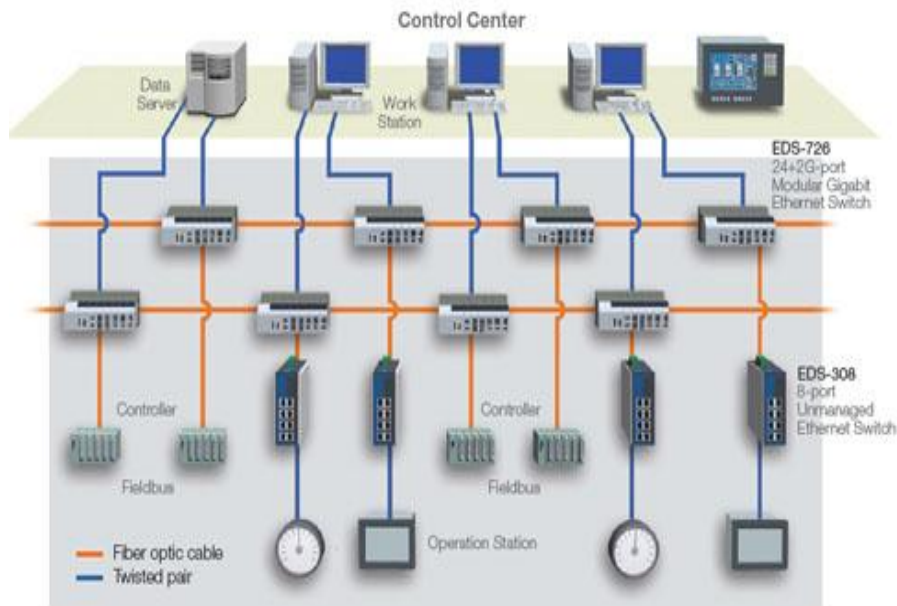 Control Center
Data
Server
Work
Station
EDS-726
24+2G-port
Modular Gigabit
Ethernet Switch
EDS-308
8-port
Unmanaged
Ethernet Switch
Controller
Controller
Fieldbus
Fieldbus
Operation Station
Fiber optic cable
Twisted pair